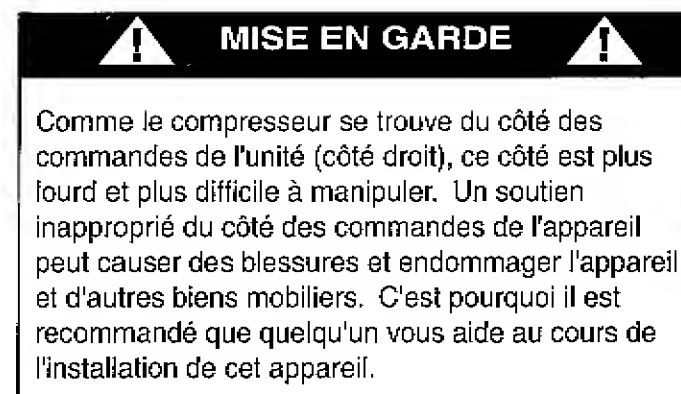 MISE EN GARDE
Comme le compresseur se trouve du côté des
commandes de l'unité (côté droit), ce côté est plus
lourd et plus difficile à manipuler. Un soutien
inapproprié du côté des commandes de l'appareil
peut causer des blessures et endommager l'appareil
et d'autres biens mobiliers. C'est pourquoi il est
recommandé que quelqu'un vous aide au cours de
l'installation de cet appareil.